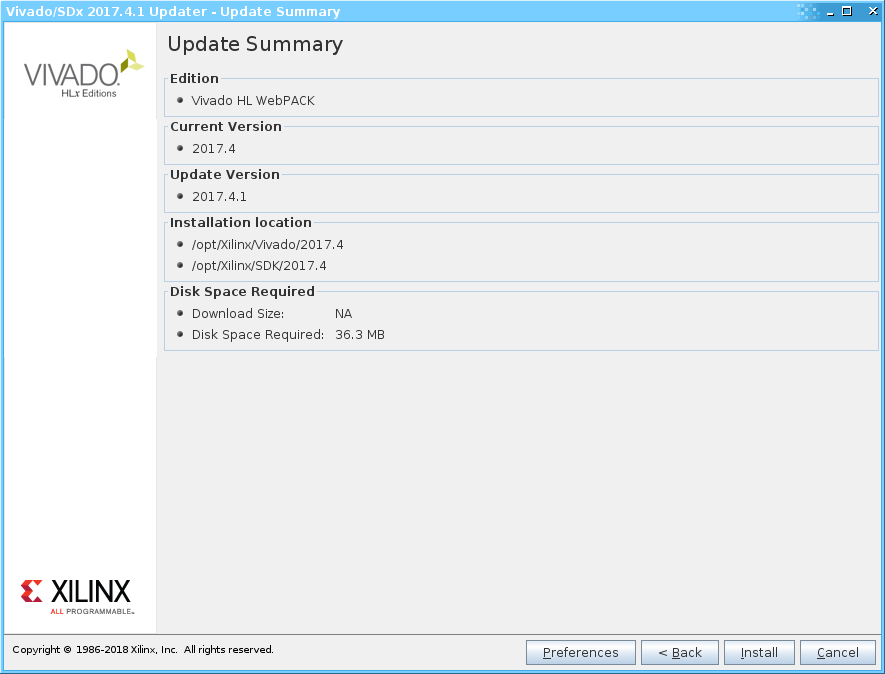 Vivado/SDx 2017.4.1 Updater - Update Summary
VIVADO.
HLx Editions
Update Summary
Edition
Vivado HL WebPACK
Current Version
2017.4
Update Version
2017.4.1
Installation location
/opt/Xilinx/Vivado/2017.4
/opt/Xilinx/SDK/2017.4
Disk Space Required
Download Size: NA
Disk Space Required: 36.3 MB
XILINX
ALL PROGRAMMABLE™
Copyright © 1986-2018 Xilinx, Inc. All rights reserved.
Preferences < Back Install Cancel